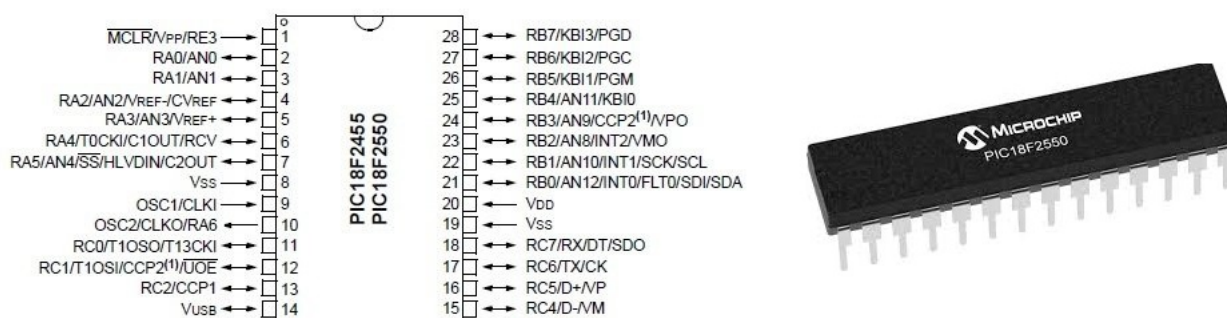 MCLR/VPP/RE3 1
RA0/AN0 2
RA1/AN1 3
RA2/AN2/VREF-/CVREF 4
RA3/AN3/VREF+ 5
RA4/T0CKI/C1OUT/RCV 6
RA5/AN4/SS/HLVDIN/C2OUT 7
VSS 8
OSC1/CLKI 9
OSC2/CLKO/RA6 10
RC0/T1OSO/T13CKI 11
RC1/T1OSI/CCP2(1)/UOE 12
RC2/CCP1 13
VUSB 14
PIC18F2455
PIC18F2550
28 RB7/KBI3/PGD
27 RB6/KBI2/PGC
26 RB5/KBI1/PGM
25 RB4/AN11/KBI0
24 RB3/AN9/CCP2(1)/VPO
23 RB2/AN8/INT2/VMO
22 RB1/AN10/INT1/SCK/SCL
21 RB0/AN12/INT0/FLT0/SDI/SDA
20 VDD
19 VSS
18 RC7/RX/DT/SDO
17 RC6/TX/CK
16 RC5/D+/VP
15 RC4/D-/VM
MICROCHIP
PIC18F2550